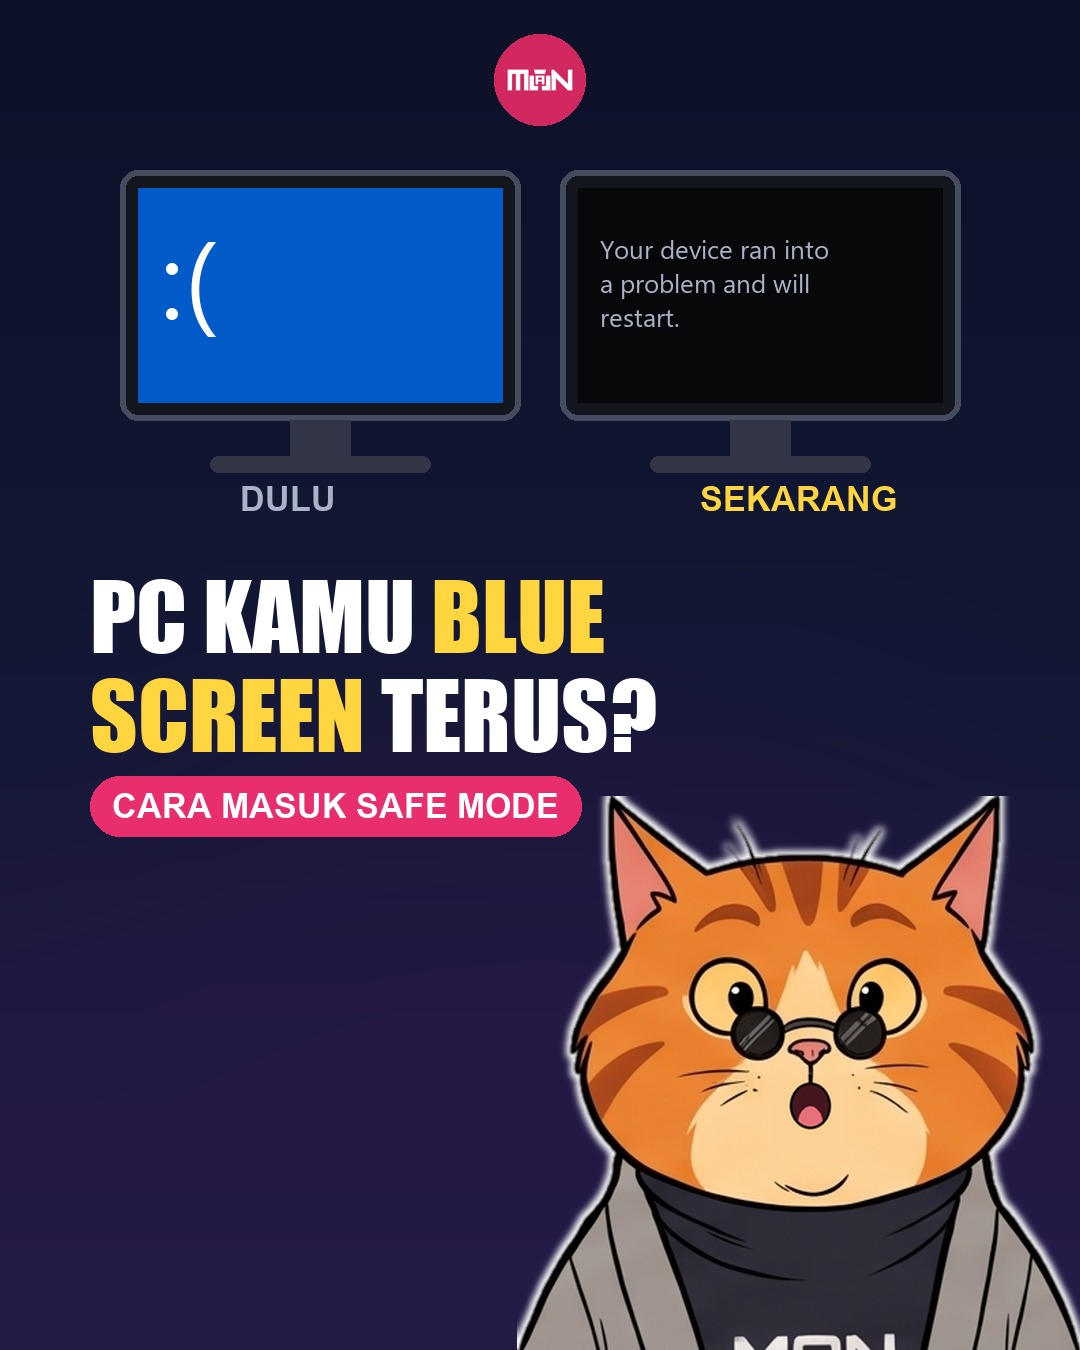 MLAN
:(
Your device ran into
a problem and will
restart.
DULU
SEKARANG
PC KAMU BLUE
SCREEN TERUS?
CARA MASUK SAFE MODE